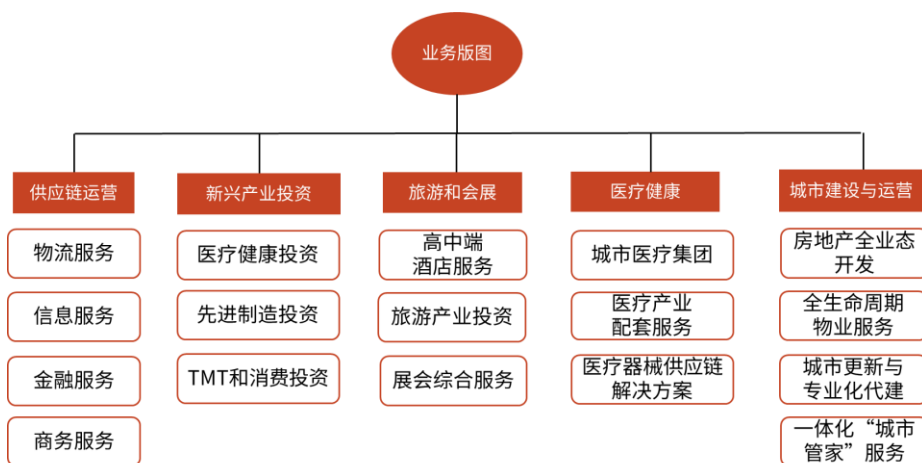 业务版图
供应链运营
物流服务
信息服务
金融服务
商务服务
新兴产业投资
医疗健康投资
先进制造投资
TMT和消费投资
旅游和会展
高中端
酒店服务
旅游产业投资
展会综合服务
医疗健康
城市医疗集团
医疗产业
配套服务
医疗器械供应链
解决方案
城市建设与运营
房地产全业态
开发
全生命周期
物业服务
城市更新与
专业化代建
一体化“城市
管家”服务